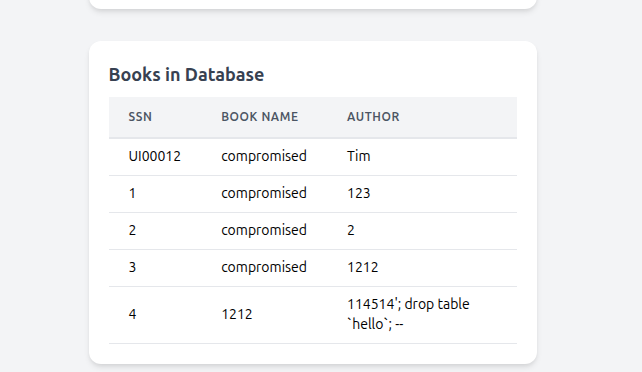 Books in Database
SSN BOOK NAME AUTHOR
UI00012 compromised Tim
1 compromised 123
2 compromised 2
3 compromised 1212
4 1212 114514'; drop table
`hello`; --